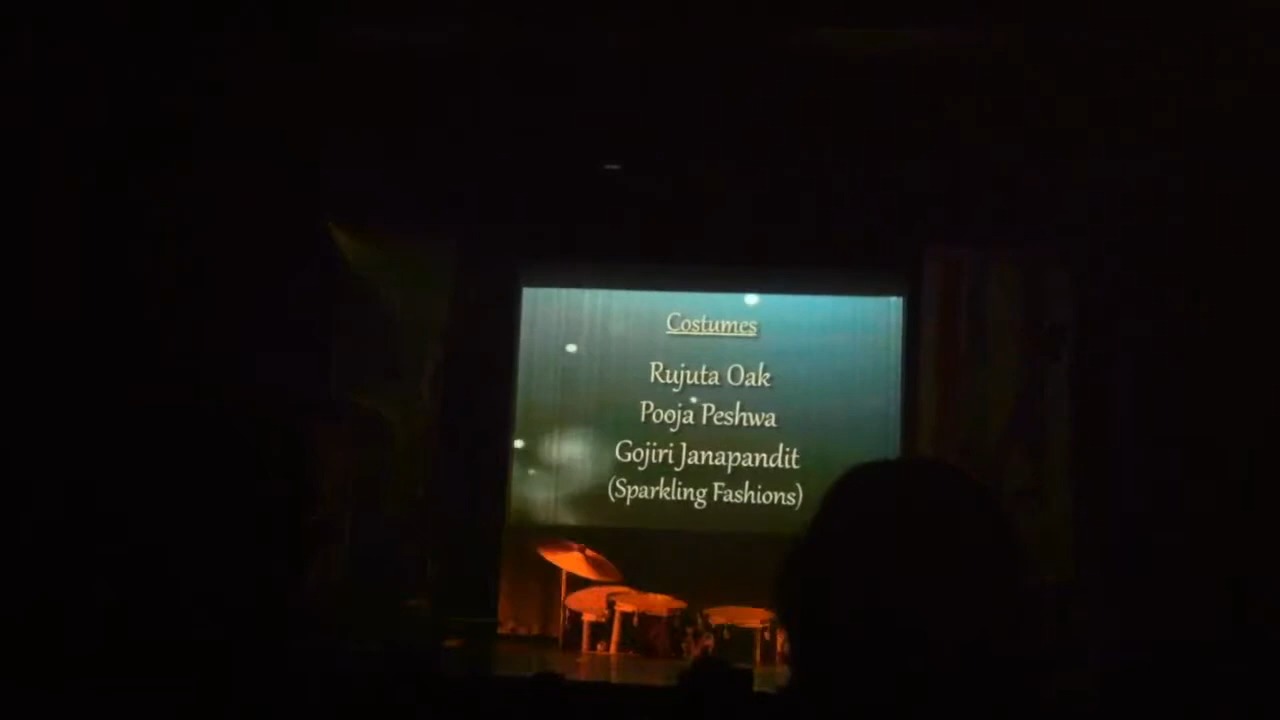 Costumes
Rujuta Oak
Pooja Peshwa
Gojiri Janapandit
(Sparkling Fashions)